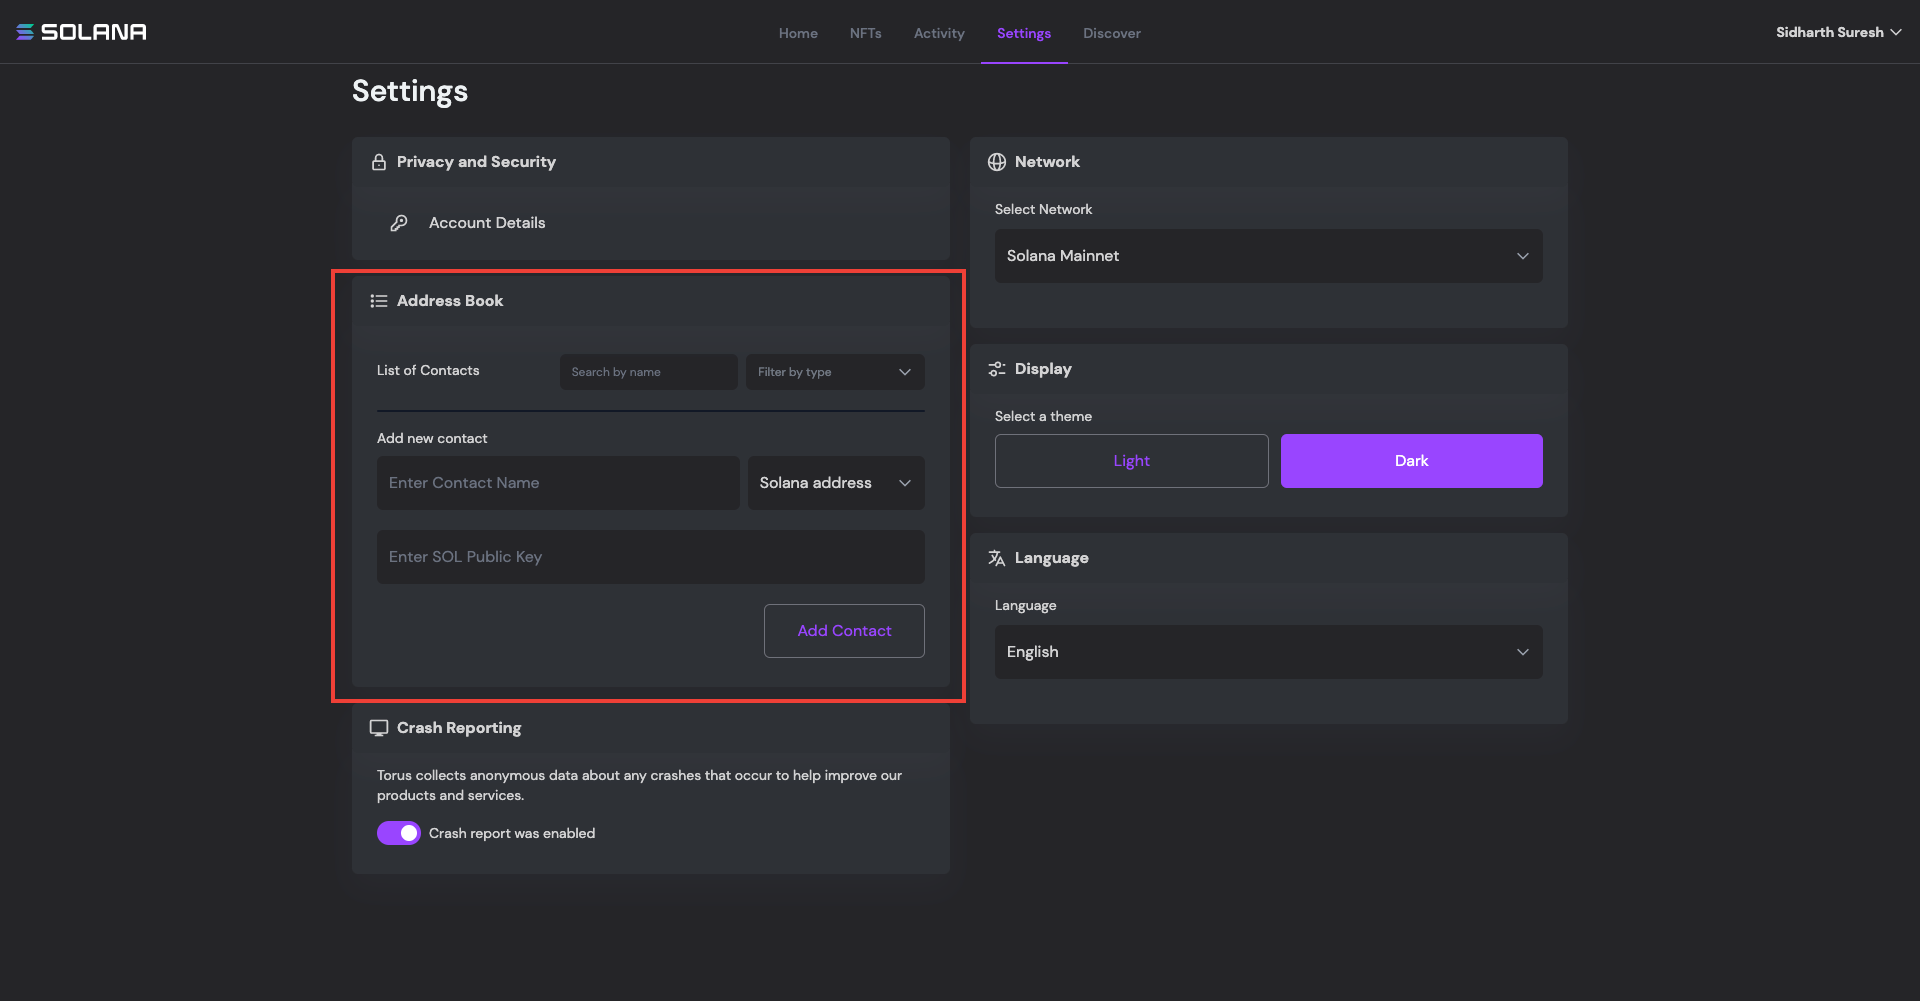 SOLANA
Home
NFTs
Activity
Settings
Discover
Sidharth Suresh
Settings
Privacy and Security
Account Details
Address Book
List of Contacts
Search by name
Filter by type
Add new contact
Enter Contact Name
Solana address
Enter SOL Public Key
Add Contact
Crash Reporting
Torus collects anonymous data about any crashes that occur to help improve our
products and services.
Crash report was enabled
Network
Select Network
Solana Mainnet
Display
Select a theme
Light
Dark
Language
Language
English